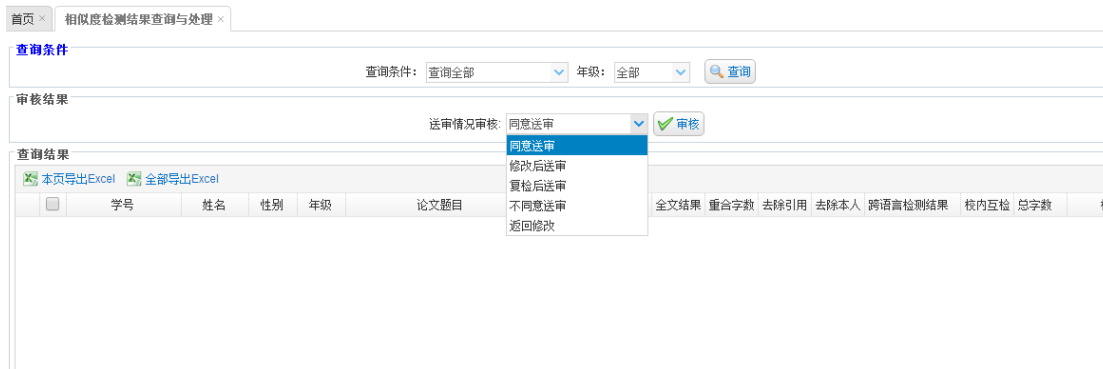 首页 × 相似度检测结果查询与处理 ×
查询条件
查询条件： 查询全部 年级： 全部 查询
审核结果
送审情况审核: 同意送审 审核
同意送审
修改后送审
复检后送审
不同意送审
返回修改
查询结果
本页导出Excel 全部导出Excel
学号 姓名 性别 年级 论文题目 全文结果 重合字数 去除引用 去除本人 跨语言检测结果 校内互检 总字数